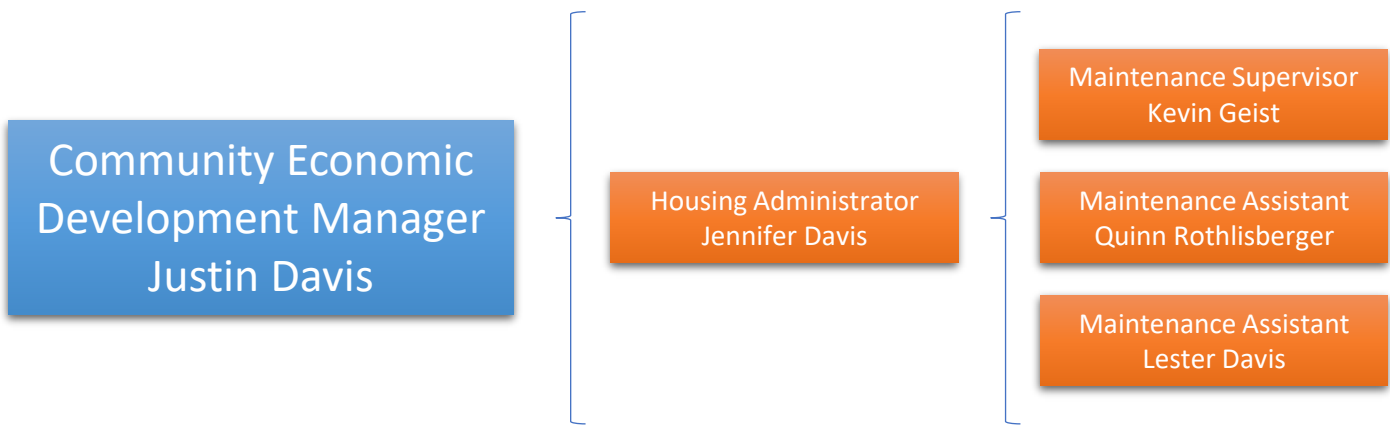 Community Economic
Development Manager
Justin Davis
Housing Administrator
Jennifer Davis
Maintenance Supervisor
Kevin Geist
Maintenance Assistant
Quinn Rothlisberger
Maintenance Assistant
Lester Davis